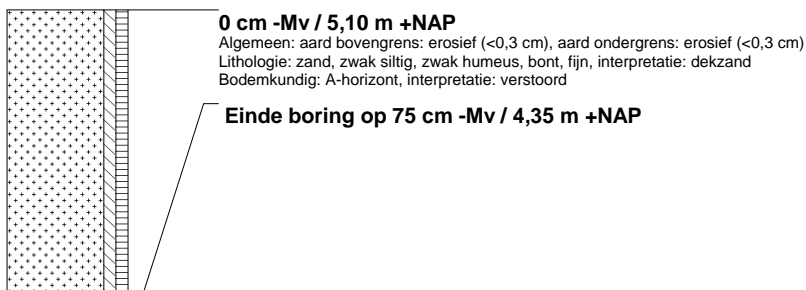 0 cm -Mv / 5,10 m +NAP
Algemeen: aard bovengrens: erosief (<0,3 cm), aard ondergrens: erosief (<0,3 cm)
Lithologie: zand, zwak siltig, zwak humeus, bont, fijn, interpretatie: dekzand
Bodemkundig: A-horizont, interpretatie: verstoord
Einde boring op 75 cm -Mv / 4,35 m +NAP